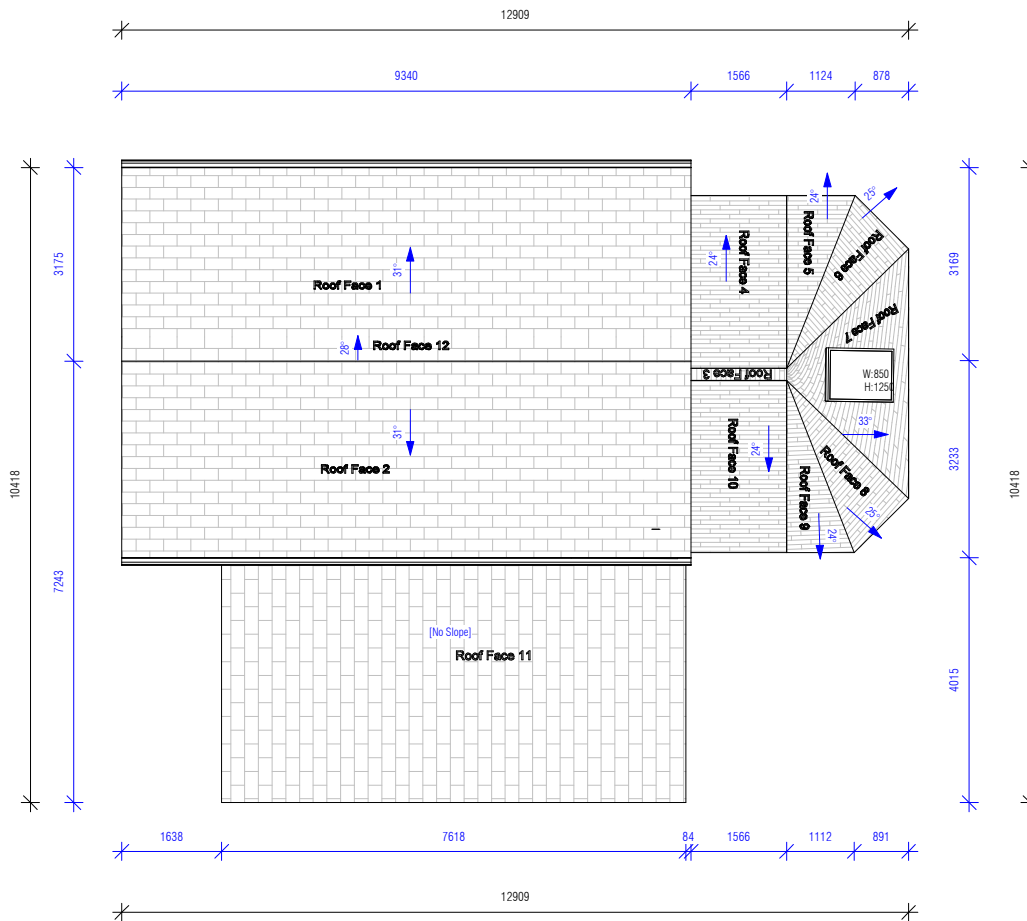 12909
9340
1566
1124
878
10418
3175
7243
3169
3233
4015
10418
Roof Face 1
31°
28°
Roof Face 12
31°
Roof Face 2
24°
Roof Face 4
24°
Roof Face 5
25°
Roof Face 6
Roof Face 7
W:850
H:1250
33°
Roof Face 3
Roof Face 10
24°
Roof Face 8
25°
Roof Face 9
24°
[No Slope]
Roof Face 11
1638
7618
84
1566
1112
891
12909